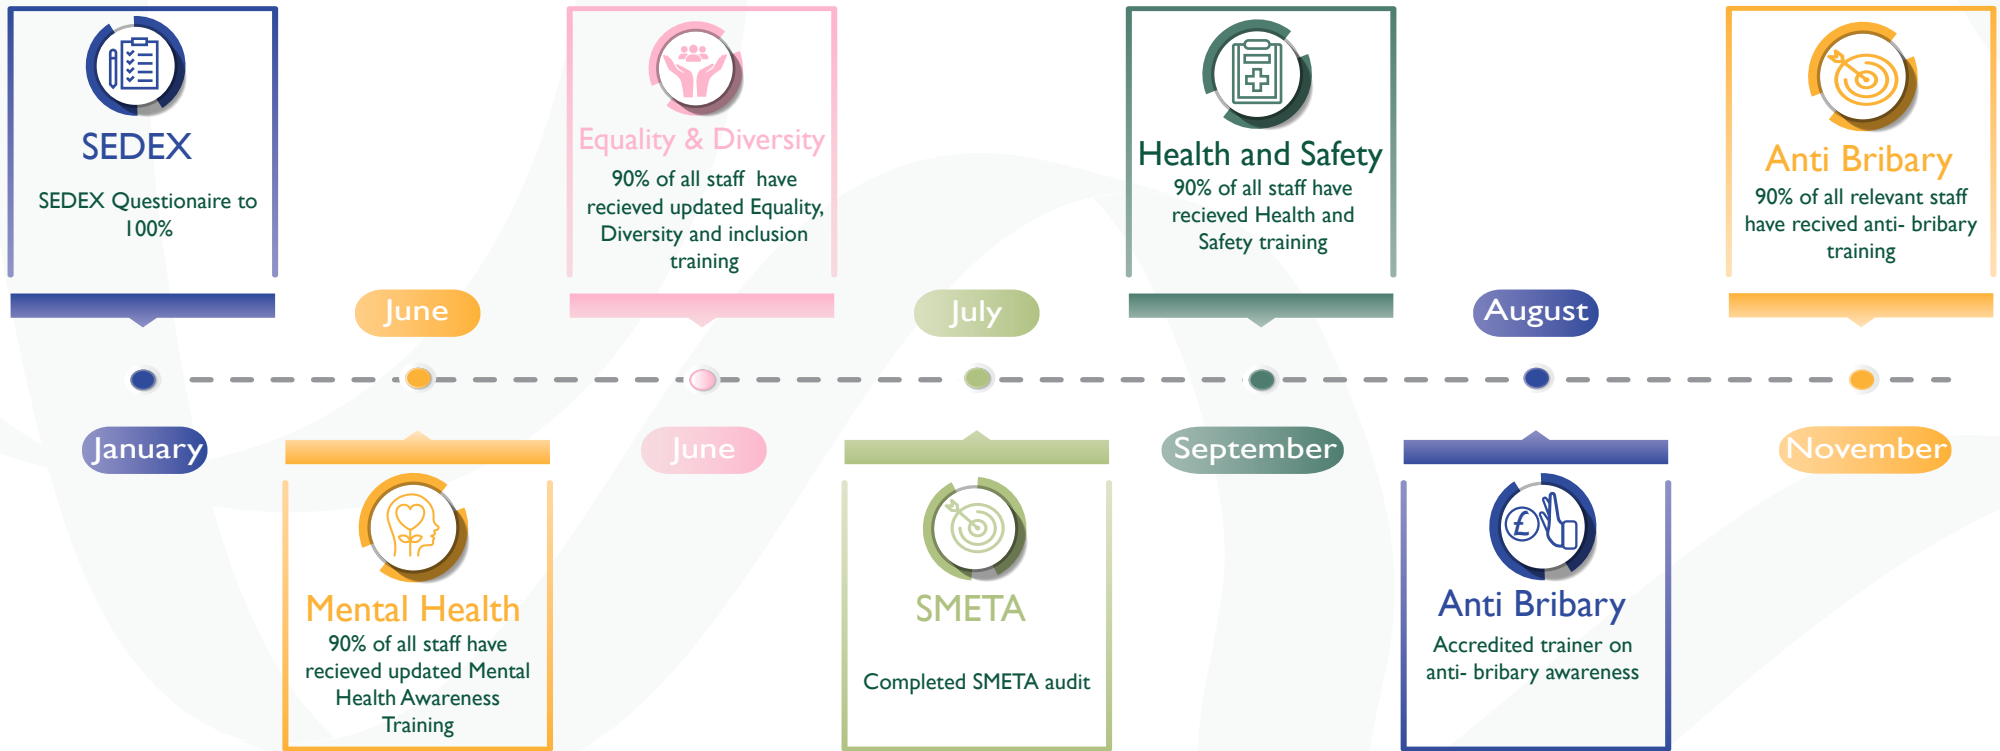 SEDEX
SEDEX Questionaire to
100%
January
June
Mental Health
90% of all staff have
recieved updated Mental
Health Awareness
Training
Equality & Diversity
90% of all staff  have
recieved updated Equality,
Diversity and inclusion
training
June
July
SMETA
Completed SMETA audit
Health and Safety
90% of all staff have
recieved Health and
Safety training
September
August
Anti Bribary
Accredited trainer on
anti- bribary awareness
Anti Bribary
90% of all relevant staff
have recived anti- bribary
training
November
£